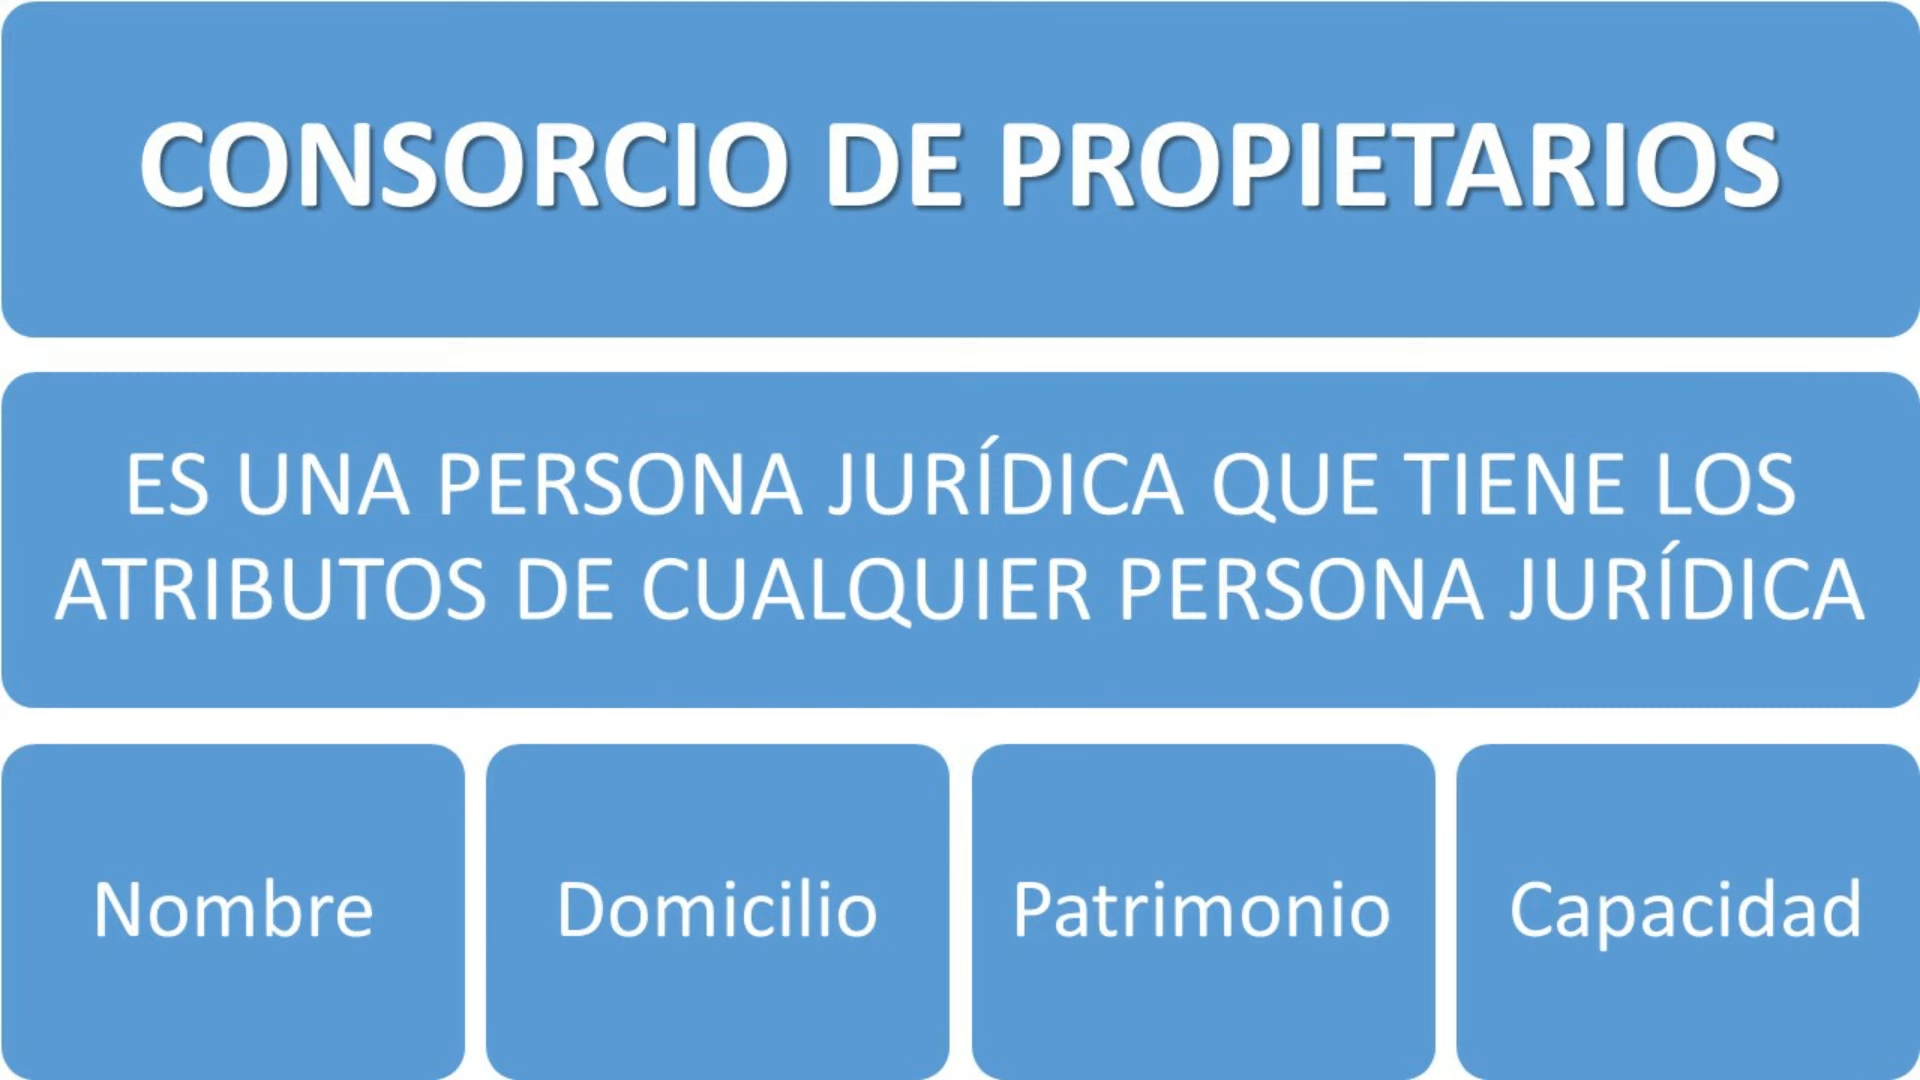 CONSORCIO DE PROPIETARIOS
ES UNA PERSONA JURÍDICA QUE TIENE LOS
ATRIBUTOS DE CUALQUIER PERSONA JURÍDICA
Nombre
Domicilio
Patrimonio
Capacidad